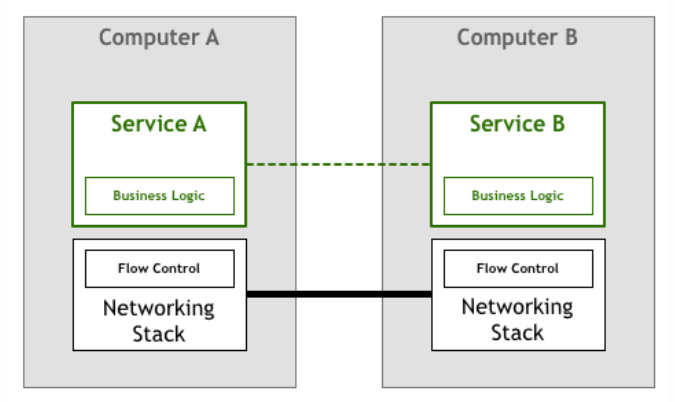 Computer A
Service A
Business Logic
Flow Control
Networking
Stack
Computer B
Service B
Business Logic
Flow Control
Networking
Stack